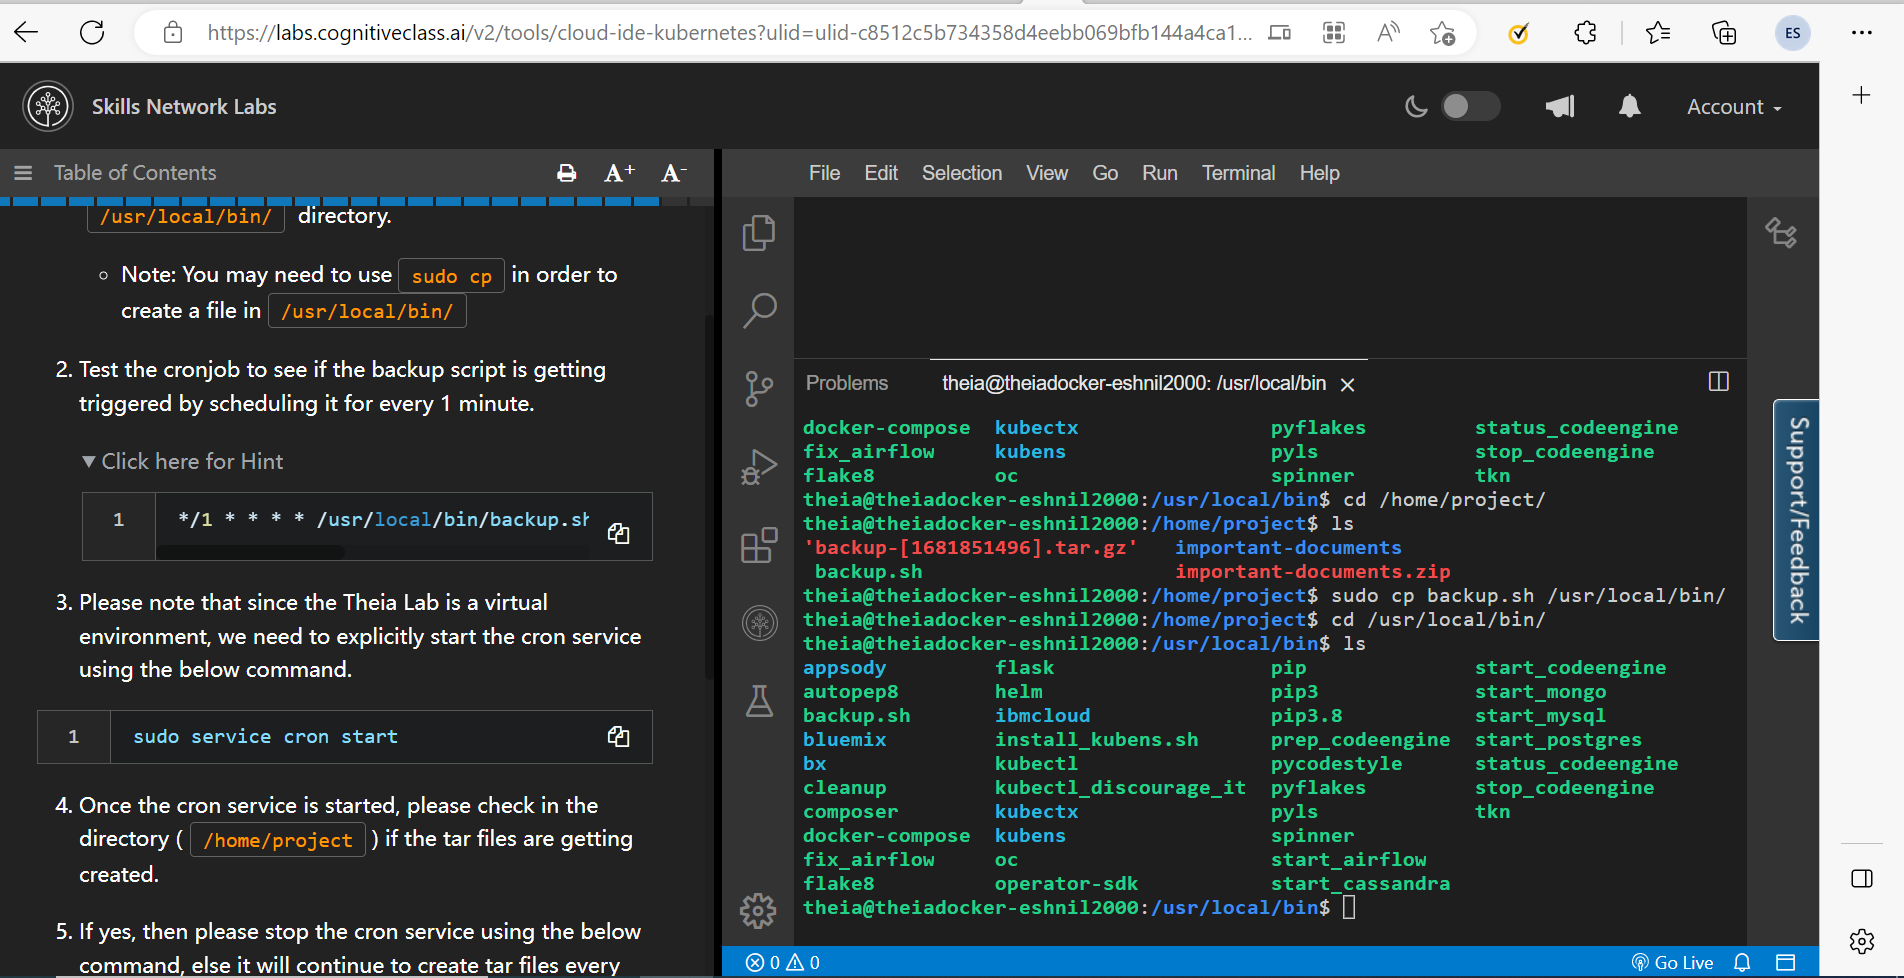 https://labs.cognitiveclass.ai/v2/tools/cloud-ide-kubernetes?ulid=ulid-c8512c5b734358d4eebb069bfb144a4ca1...
ES
Skills Network Labs
Account
Table of Contents
A+ A-
/usr/local/bin/ directory.
Note: You may need to use sudo cp in order to
create a file in /usr/local/bin/
2. Test the cronjob to see if the backup script is getting
triggered by scheduling it for every 1 minute.
Click here for Hint
1 */1 * * * * /usr/local/bin/backup.sh
3. Please note that since the Theia Lab is a virtual
environment, we need to explicitly start the cron service
using the below command.
1 sudo service cron start
4. Once the cron service is started, please check in the
directory ( /home/project ) if the tar files are getting
created.
5. If yes, then please stop the cron service using the below
command, else it will continue to create tar files every
File Edit Selection View Go Run Terminal Help
Problems theia@theiadocker-eshnil2000: /usr/local/bin
docker-compose kubectx pyflakes status_codeengine
fix_airflow kubens pyls stop_codeengine
flake8 oc spinner tkn
theia@theiadocker-eshnil2000:/usr/local/bin$ cd /home/project/
theia@theiadocker-eshnil2000:/home/project$ ls
'backup-[1681851496].tar.gz' important-documents
backup.sh important-documents.zip
theia@theiadocker-eshnil2000:/home/project$ sudo cp backup.sh /usr/local/bin/
theia@theiadocker-eshnil2000:/home/project$ cd /usr/local/bin/
theia@theiadocker-eshnil2000:/usr/local/bin$ ls
appsody flask pip start_codeengine
autopep8 helm pip3 start_mongo
backup.sh ibmcloud pip3.8 start_mysql
bluemix install_kubens.sh prep_codeengine start_postgres
bx kubectl pycodestyle status_codeengine
cleanup kubectl_discourage_it pyflakes stop_codeengine
composer kubectx pyls tkn
docker-compose kubens spinner
fix_airflow oc start_airflow
flake8 operator-sdk start_cassandra
theia@theiadocker-eshnil2000:/usr/local/bin$
Support/Feedback
0 0
Go Live